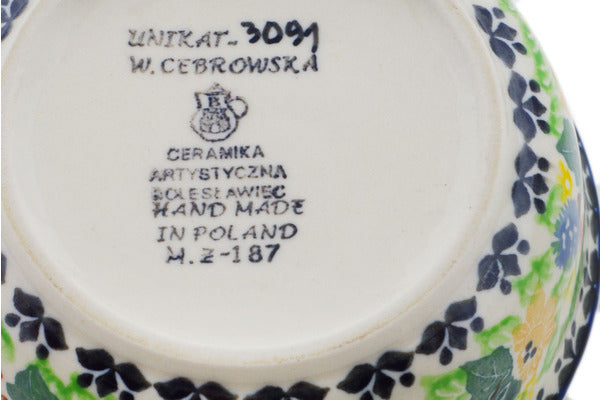 UNIKAT-3091
W. CEBROWSKA
CERAMIKA
ARTYSTYCZNA
BOLESŁAWIEC
HAND MADE
IN POLAND
M.Z-187